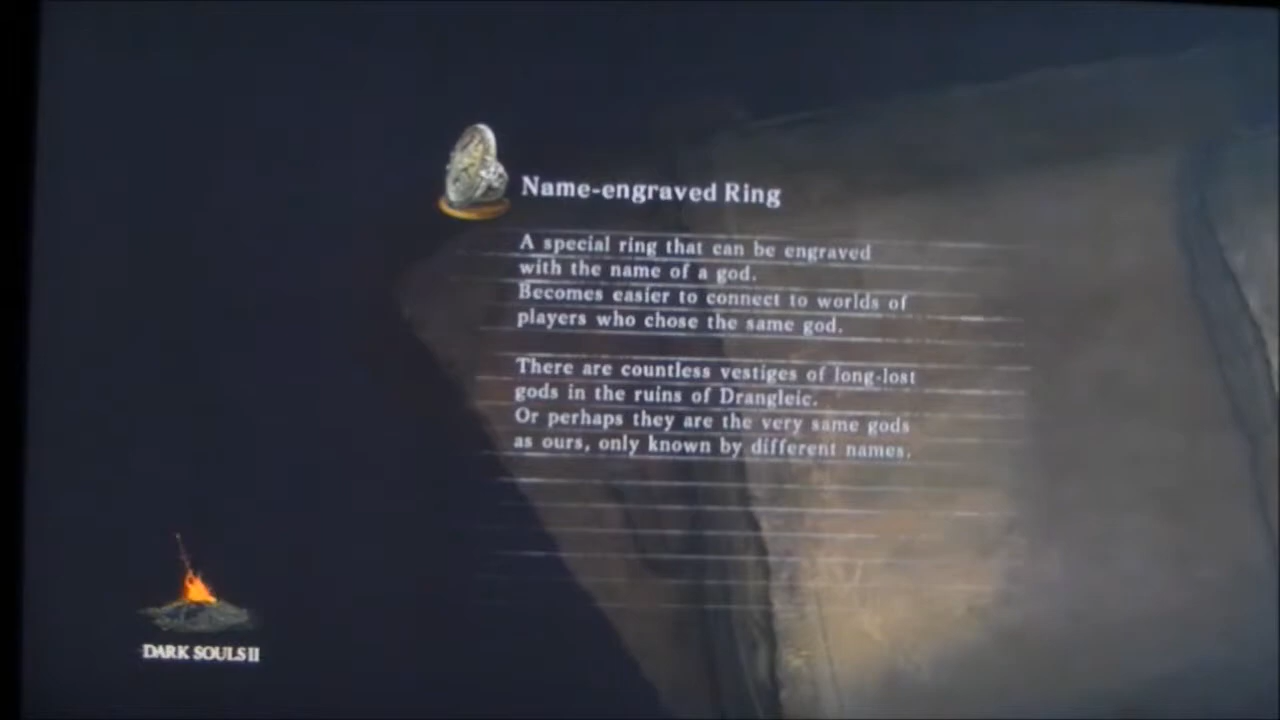 Name-engraved Ring
A special ring that can be engraved
with the name of a god.
Becomes easier to connect to worlds of
players who chose the same god.
There are countless vestiges of long-lost
gods in the ruins of Drangleic.
Or perhaps they are the very same gods
as ours, only known by different names.
DARK SOULS II